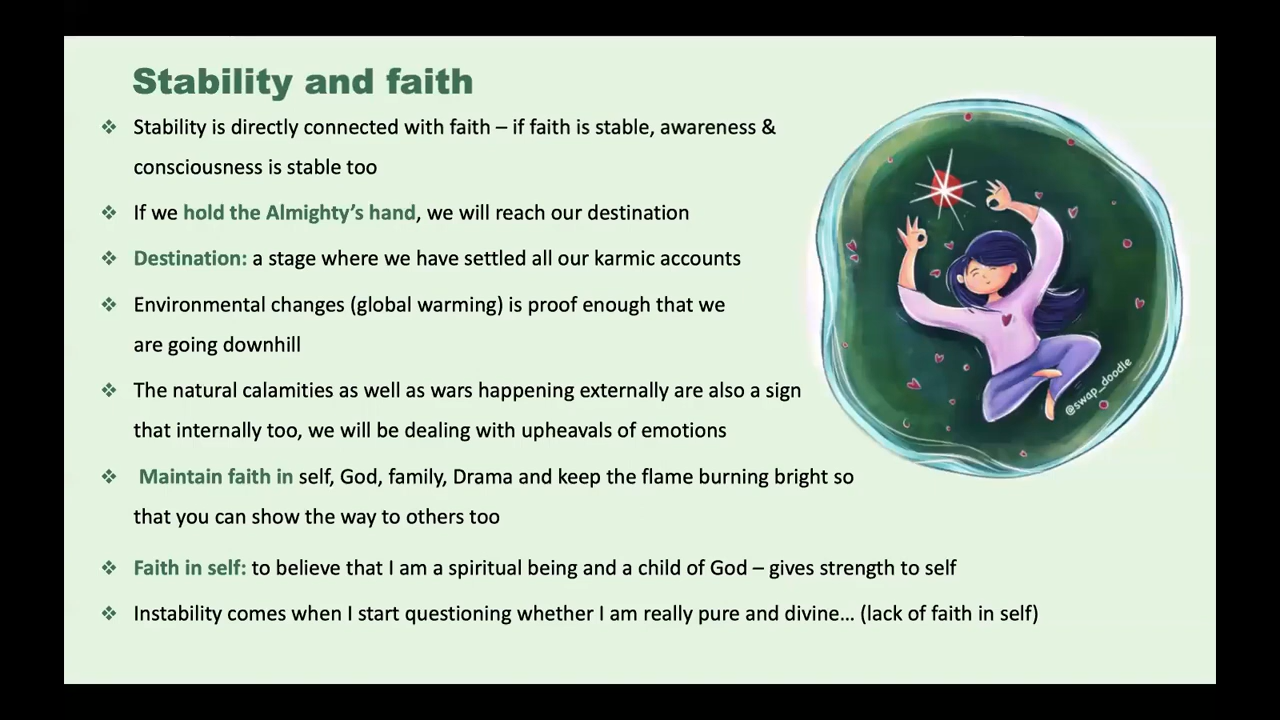 Stability and faith
❖ Stability is directly connected with faith – if faith is stable, awareness &
consciousness is stable too
❖ If we hold the Almighty’s hand, we will reach our destination
❖ Destination: a stage where we have settled all our karmic accounts
❖ Environmental changes (global warming) is proof enough that we
are going downhill
❖ The natural calamities as well as wars happening externally are also a sign
that internally too, we will be dealing with upheavals of emotions
❖ Maintain faith in self, God, family, Drama and keep the flame burning bright so
that you can show the way to others too
❖ Faith in self: to believe that I am a spiritual being and a child of God – gives strength to self
❖ Instability comes when I start questioning whether I am really pure and divine… (lack of faith in self)
@swap_doodle